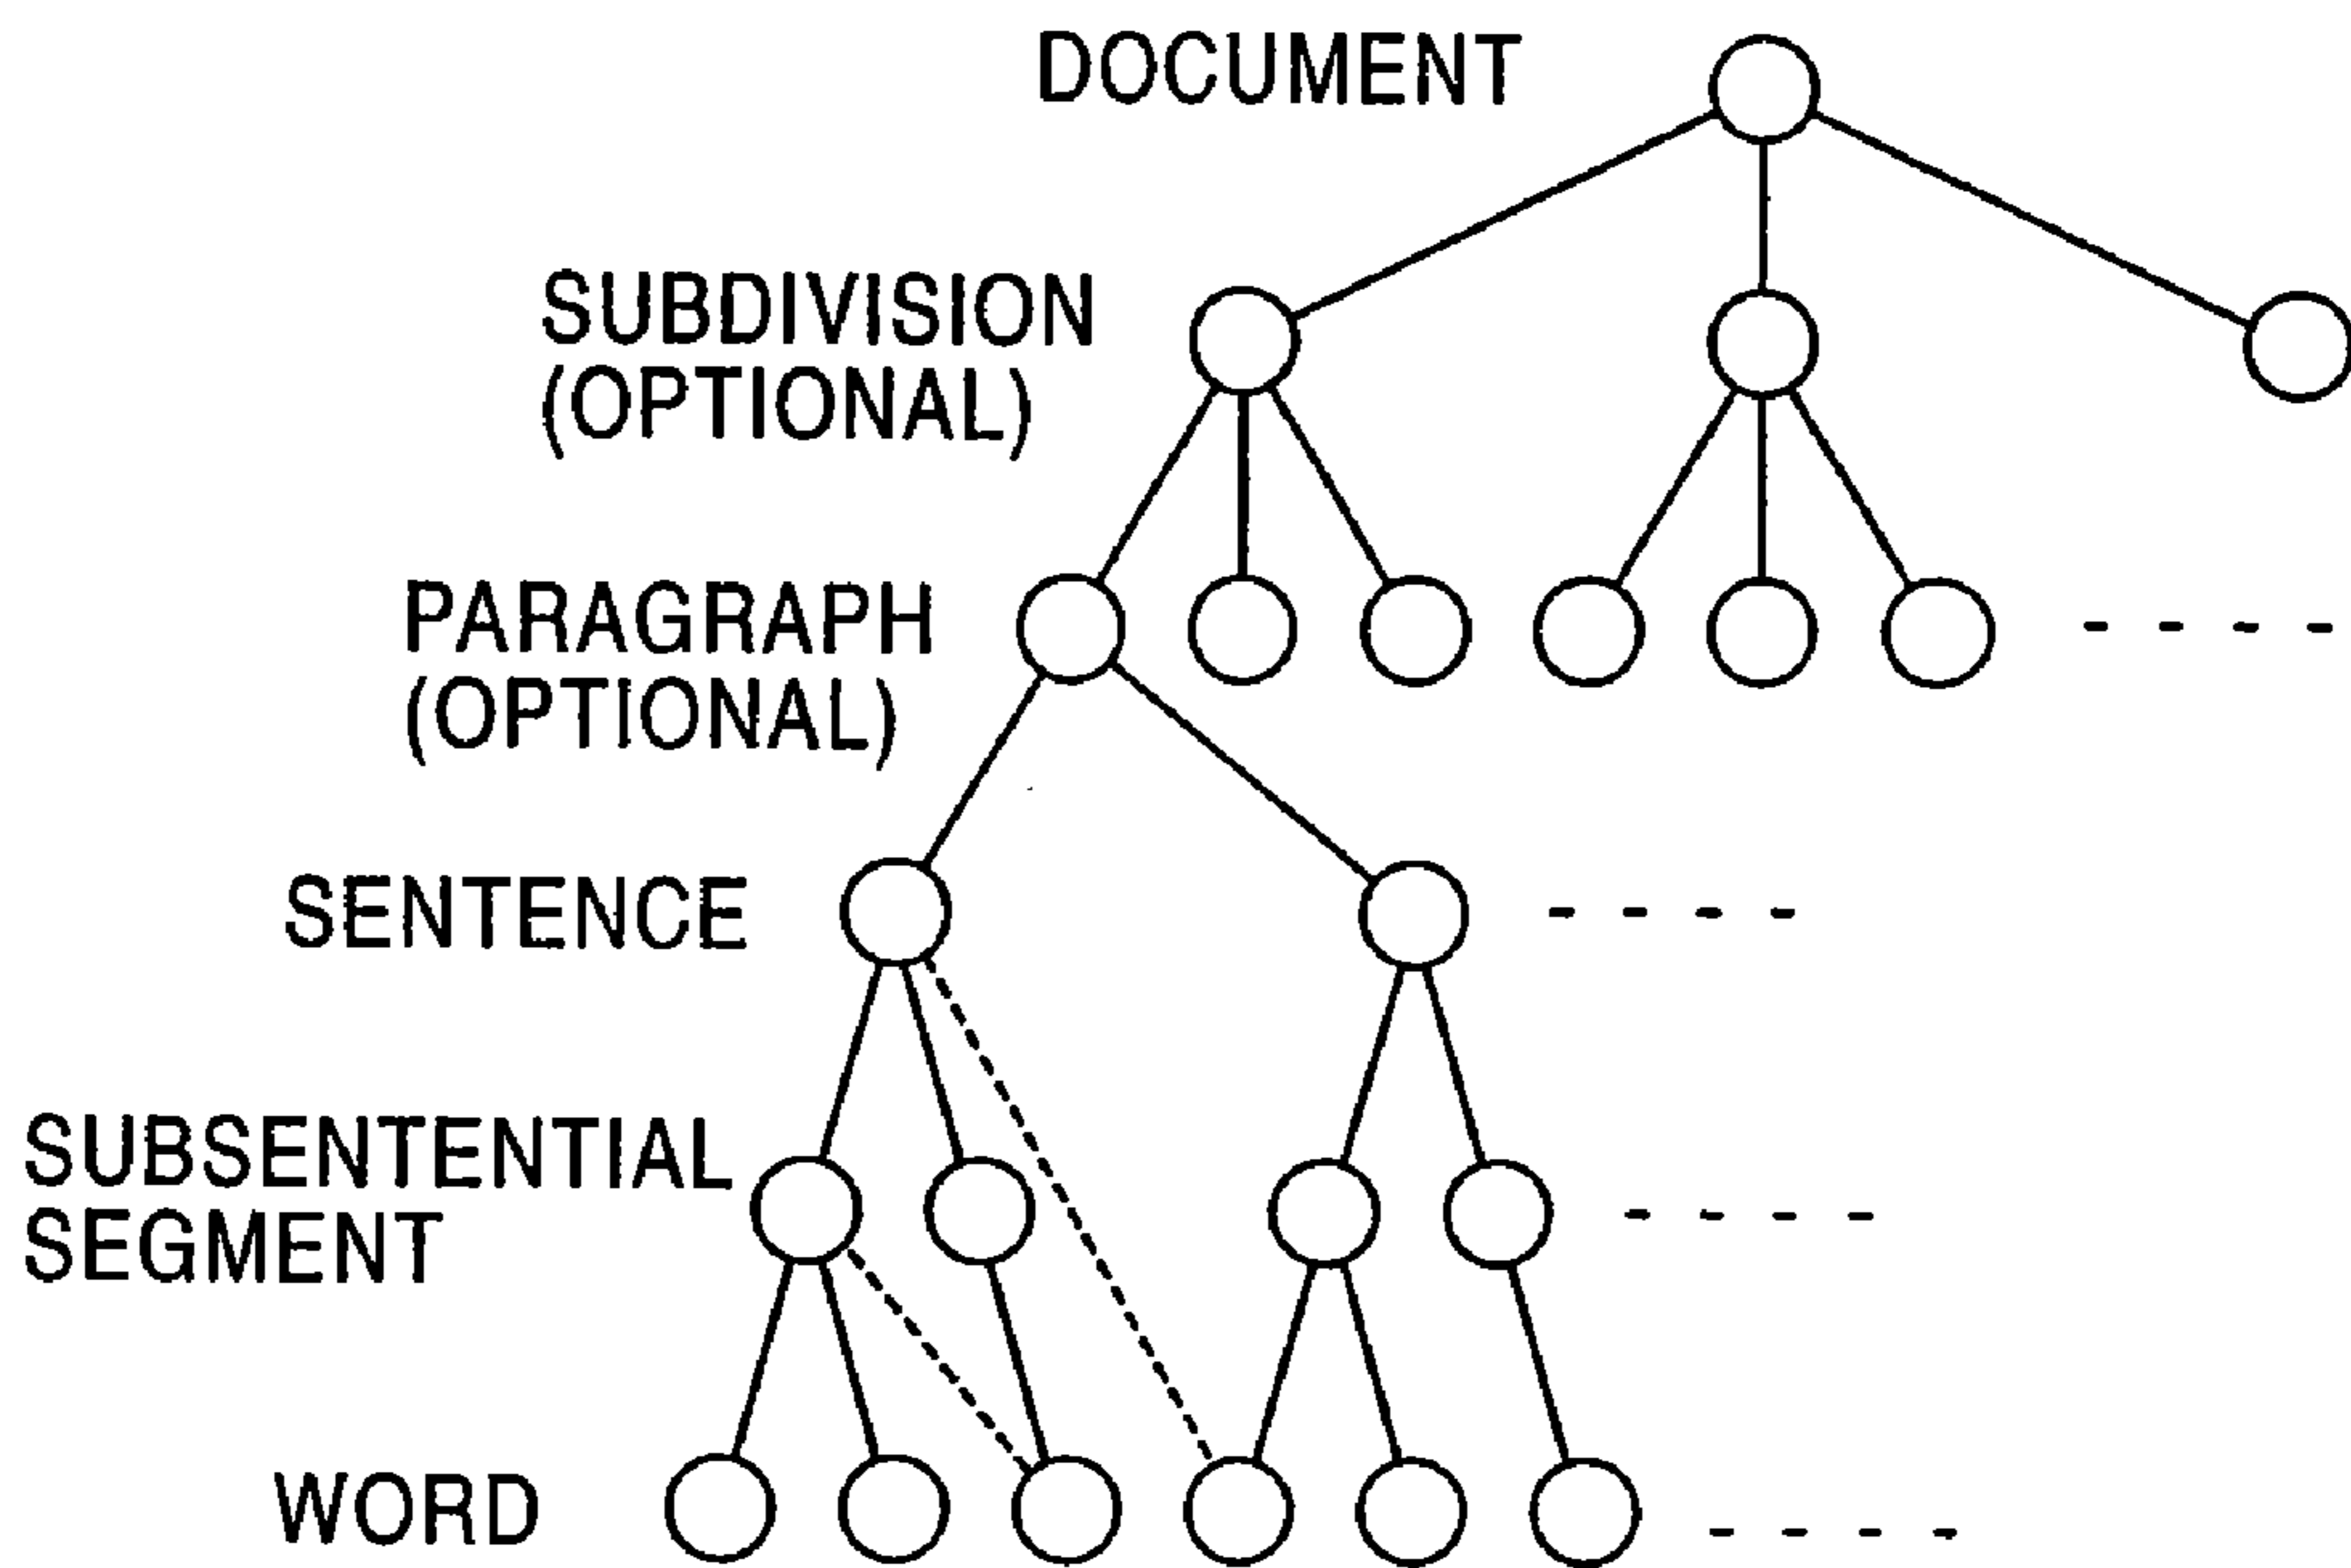 DOCUMENT
SUBDIVISION
(OPTIONAL)
PARAGRAPH
(OPTIONAL)
SENTENCE
SUBSENTENTIAL
SEGMENT
WORD